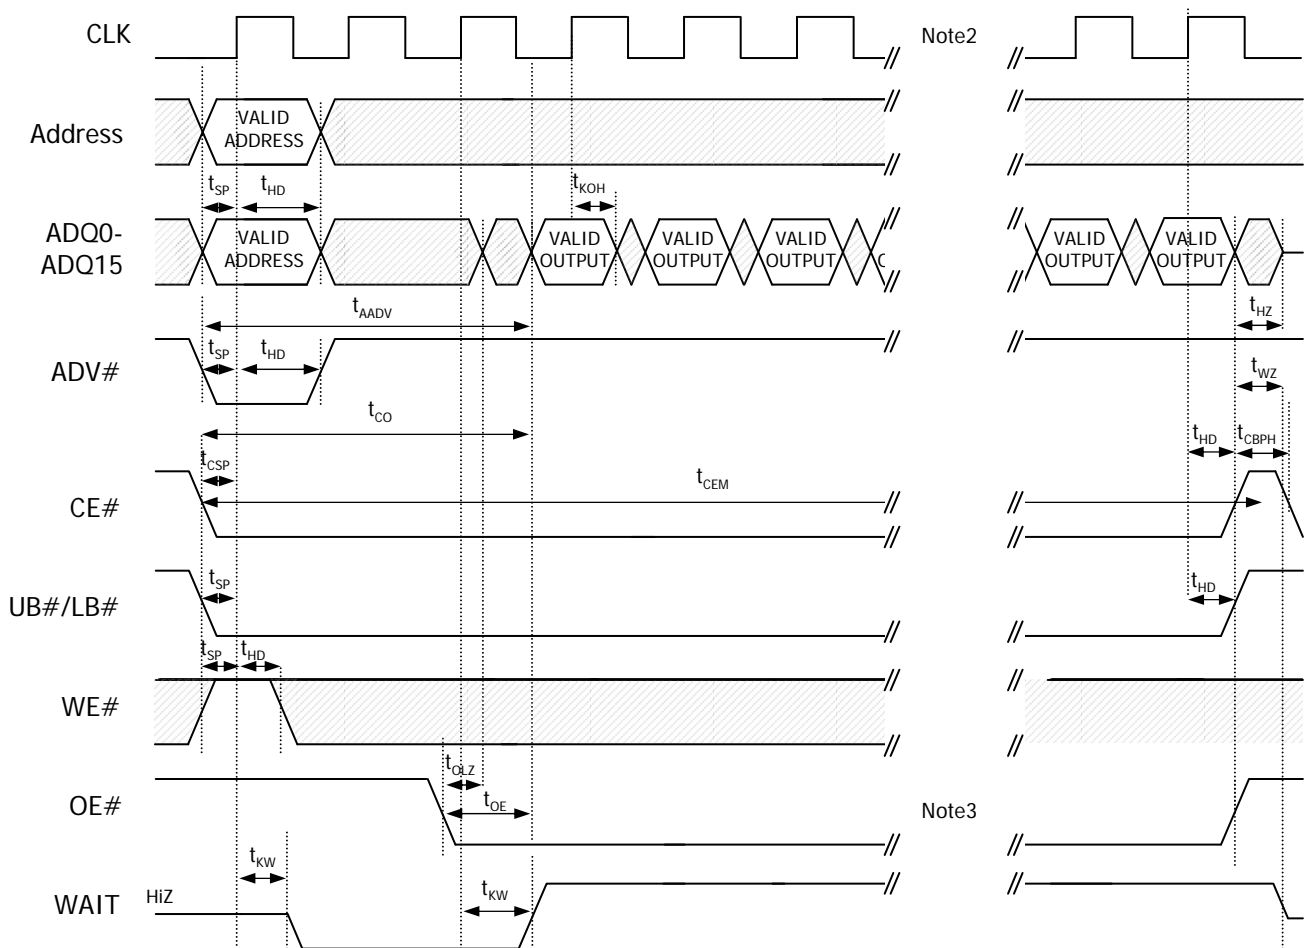 CLK
Note2
Address
VALID
ADDRESS
tSP
tHD
tKOH
ADQ0-
ADQ15
VALID
ADDRESS
VALID
OUTPUT
VALID
OUTPUT
VALID
OUTPUT
VALID
OUTPUT
VALID
OUTPUT
tAADV
tHZ
ADV#
tSP
tHD
tWZ
tCO
tHD
tCBPH
tCSP
tCEM
CE#
UB#/LB#
tSP
tHD
tSP
tHD
WE#
tOLZ
OE#
tOE
Note3
tKW
WAIT
HiZ
tKW